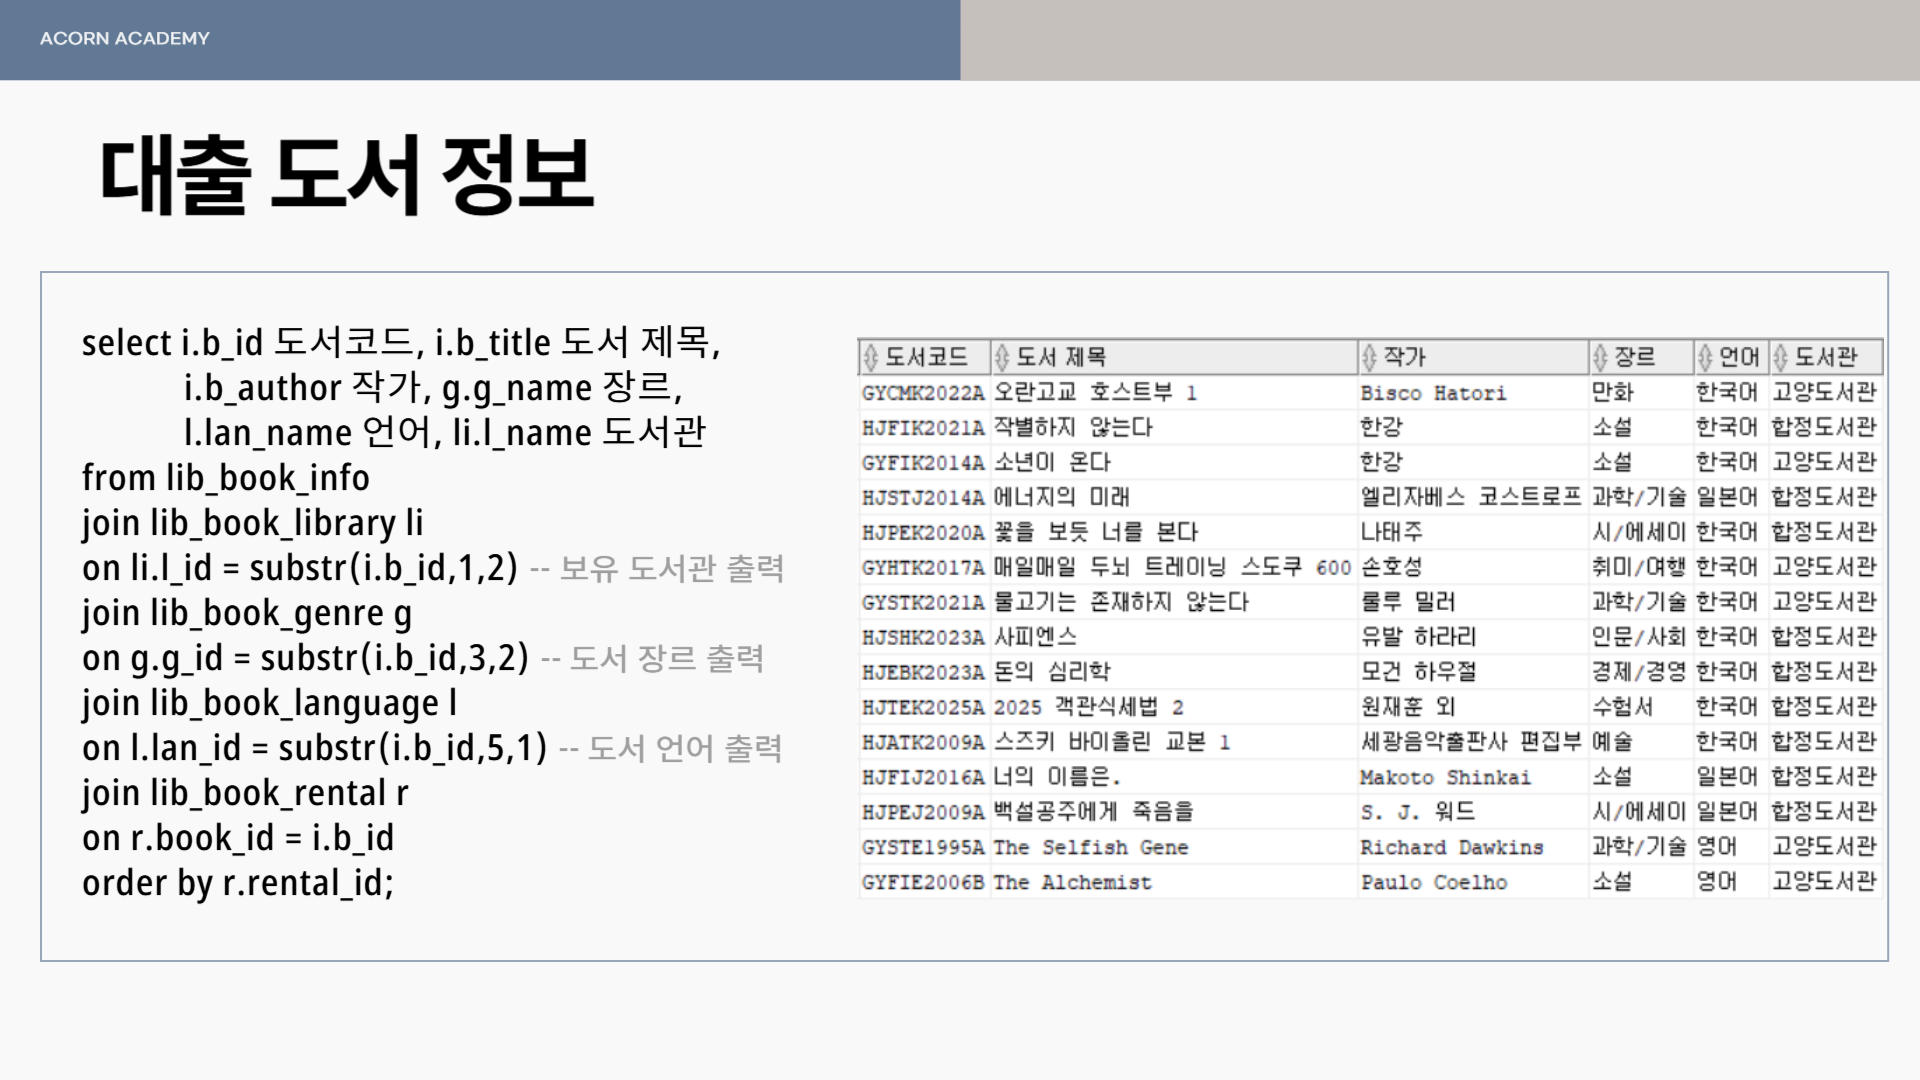 ACORN ACADEMY
대출 도서 정보
select i.b_id 도서코드, i.b_title 도서 제목,
i.b_author 작가, g.g_name 장르,
l.lan_name 언어, li.l_name 도서관
from lib_book_info
join lib_book_library li
on li.l_id = substr(i.b_id,1,2) -- 보유 도서관 출력
join lib_book_genre g
on g.g_id = substr(i.b_id,3,2) -- 도서 장르 출력
join lib_book_language l
on l.lan_id = substr(i.b_id,5,1) -- 도서 언어 출력
join lib_book_rental r
on r.book_id = i.b_id
order by r.rental_id;
도서코드 도서 제목 작가 장르 언어 도서관
GYCMK2022A 오란고교 호스트부 1 Bisco Hatori 만화 한국어 고양도서관
HJFIK2021A 작별하지 않는다 한강 소설 한국어 합정도서관
GYFIK2014A 소년이 온다 한강 소설 한국어 고양도서관
HJSTJ2014A 에너지의 미래 엘리자베스 코스트로프 과학/기술 일본어 합정도서관
HJPEK2020A 꽃을 보듯 너를 본다 나태주 시/에세이 한국어 합정도서관
GYHTK2017A 매일매일 두뇌 트레이닝 스도쿠 600 손호성 취미/여행 한국어 고양도서관
GYSTK2021A 물고기는 존재하지 않는다 룰루 밀러 과학/기술 한국어 고양도서관
HJSHK2023A 사피엔스 유발 하라리 인문/사회 한국어 합정도서관
HJEBK2023A 돈의 심리학 모건 하우절 경제/경영 한국어 합정도서관
HJTEK2025A 2025 객관식세법 2 원재훈 외 수험서 한국어 합정도서관
HJATK2009A 스즈키 바이올린 교본 1 세광음악출판사 편집부 예술 한국어 합정도서관
HJFIJ2016A 너의 이름은. Makoto Shinkai 소설 일본어 합정도서관
HJPEJ2009A 백설공주에게 죽음을 S. J. 워드 시/에세이 일본어 합정도서관
GYSTE1995A The Selfish Gene Richard Dawkins 과학/기술 영어 고양도서관
GYFIE2006B The Alchemist Paulo Coelho 소설 영어 고양도서관